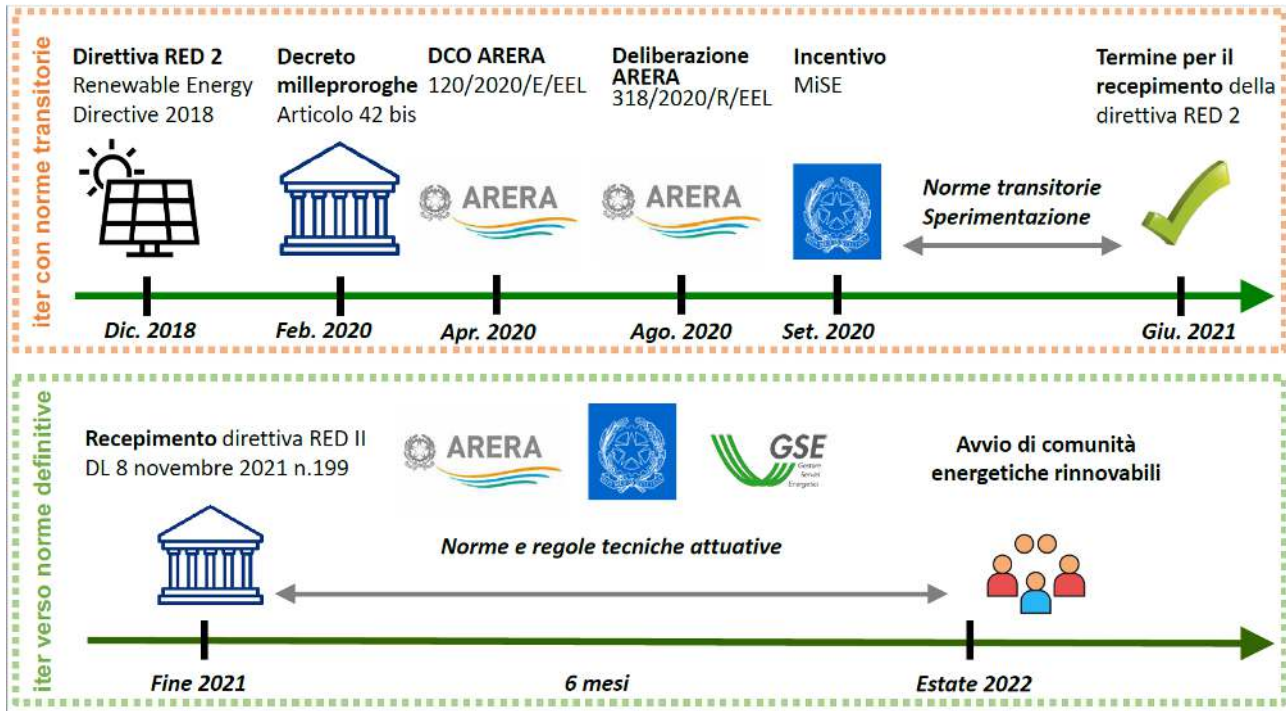 iter con norme transitorie
Direttiva RED 2
Renewable Energy
Directive 2018
Decreto
milleproroghe
Articolo 42 bis
DCO ARERA
120/2020/E/EEL
Deliberazione
ARERA
318/2020/R/EEL
Incentivo
MiSE
Termine per il
recepimento della
direttiva RED 2
ARERA
ARERA
Norme transitorie
Sperimentazione
Dic. 2018
Feb. 2020
Apr. 2020
Ago. 2020
Set. 2020
Giu. 2021
iter verso norme definitive
Recepimento direttiva RED II
DL 8 novembre 2021 n.199
ARERA
GSE
Gestore
Servizi
Energetici
Avvio di comunità
energetiche rinnovabili
Norme e regole tecniche attuative
Fine 2021
6 mesi
Estate 2022